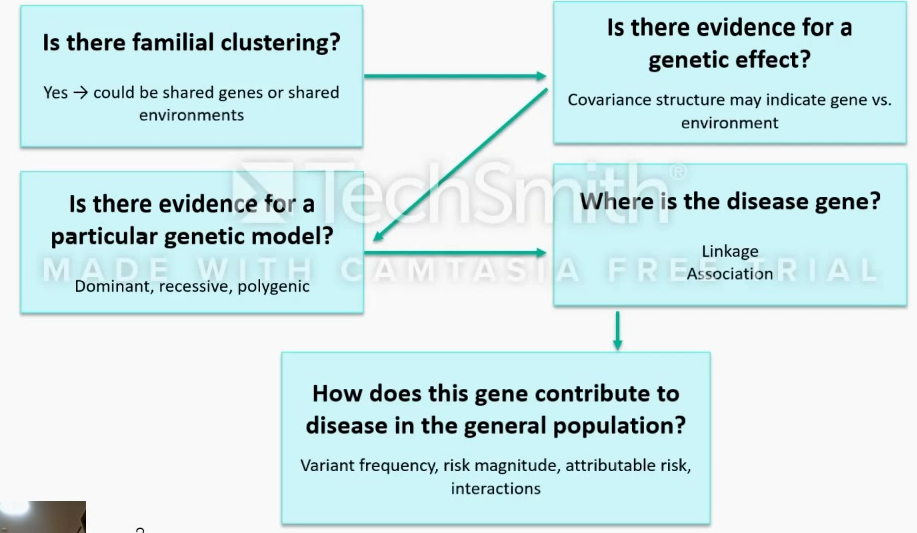 Is there familial clustering?
Yes → could be shared genes or shared
environments
Is there evidence for a
genetic effect?
Covariance structure may indicate gene vs.
environment
Is there evidence for a
particular genetic model?
Dominant, recessive, polygenic
Where is the disease gene?
Linkage
Association
How does this gene contribute to
disease in the general population?
Variant frequency, risk magnitude, attributable risk,
interactions
TechSmith®
MADE WITH CAMTASIA FREE TRIAL